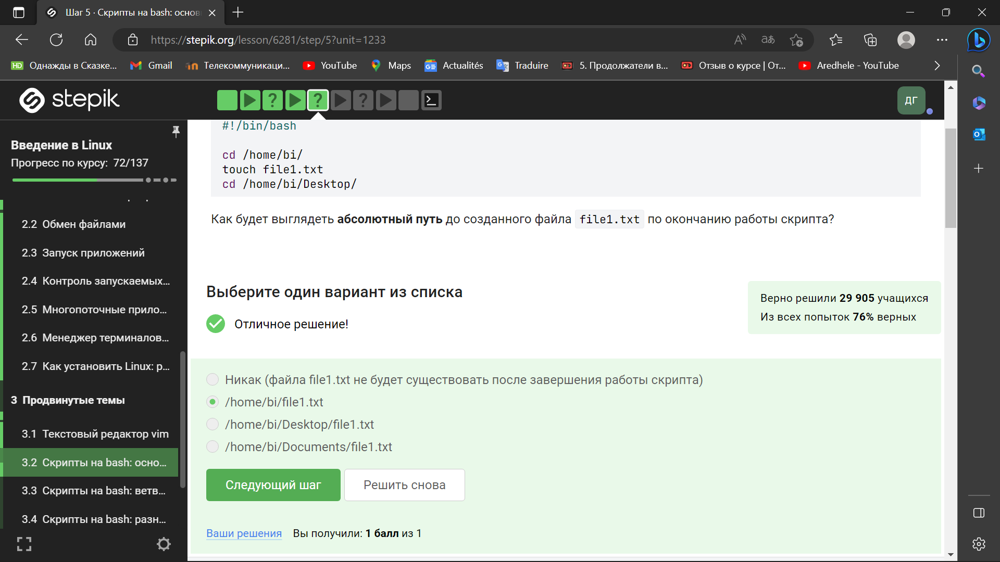 Шаг 5 · Скрипты на bash: основ
https://stepik.org/lesson/6281/step/5?unit=1233
Однажды в Сказке...
Gmail
Телекоммуникаци...
YouTube
Maps
Actualités
Traduire
5. Продолжатели в...
Отзыв о курсе | От...
Aredhele - YouTube
stepik
ДГ
Введение в Linux
Прогресс по курсу: 72/137
2.2 Обмен файлами
2.3 Запуск приложений
2.4 Контроль запускаемых...
2.5 Многопоточные прило...
2.6 Менеджер терминалов...
2.7 Как установить Linux: р...
3 Продвинутые темы
3.1 Текстовый редактор vim
3.2 Скрипты на bash: осно...
3.3 Скрипты на bash: ветв...
3.4 Скрипты на bash: разн...
#!/bin/bash
cd /home/bi/
touch file1.txt
cd /home/bi/Desktop/
Как будет выглядеть абсолютный путь до созданного файла file1.txt по окончанию работы скрипта?
Выберите один вариант из списка
Отличное решение!
Верно решили 29 905 учащихся
Из всех попыток 76% верных
Никак (файла file1.txt не будет существовать после завершения работы скрипта)
/home/bi/file1.txt
/home/bi/Desktop/file1.txt
/home/bi/Documents/file1.txt
Следующий шаг
Решить снова
Ваши решения Вы получили: 1 балл из 1